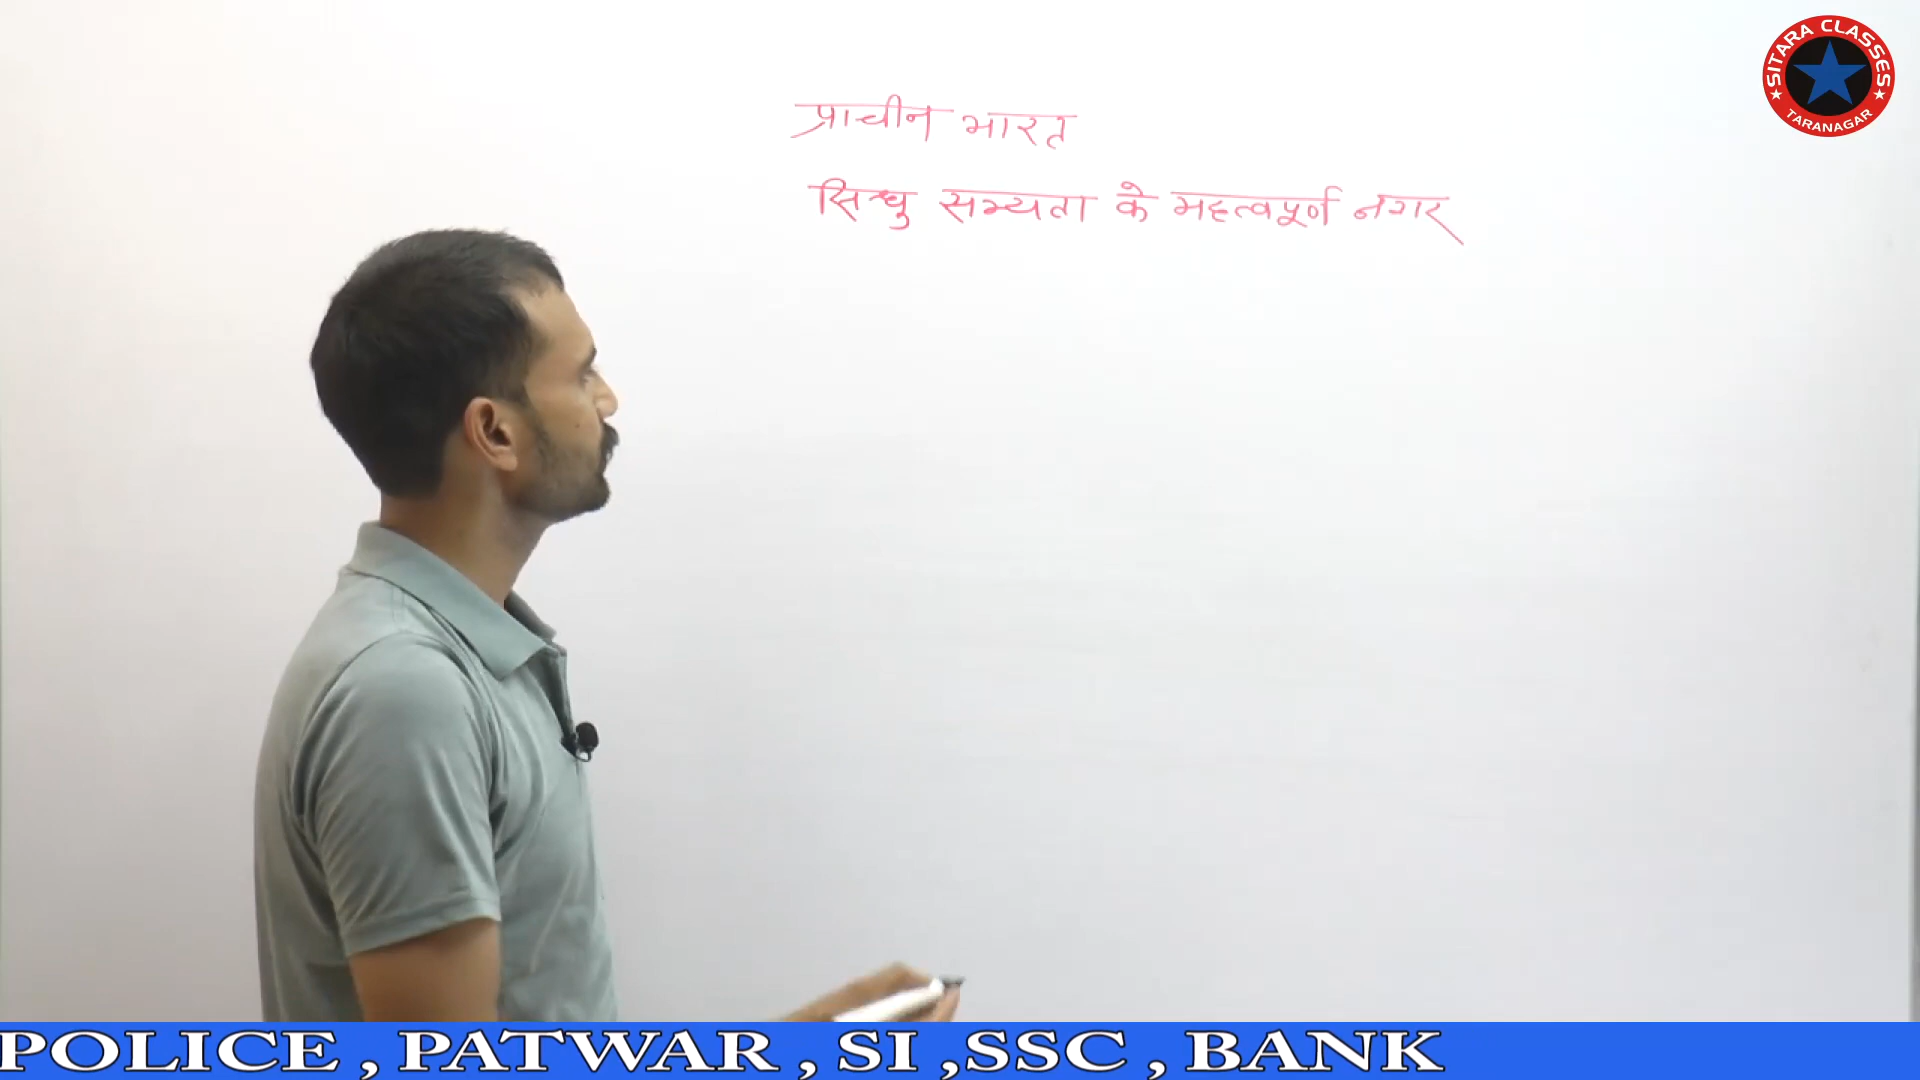 SITARA CLASSES
TARANAGAR
प्राचीन भारत
सिन्धु सभ्यता के महत्वपूर्ण नगर
POLICE , PATWAR , SI ,SSC , BANK